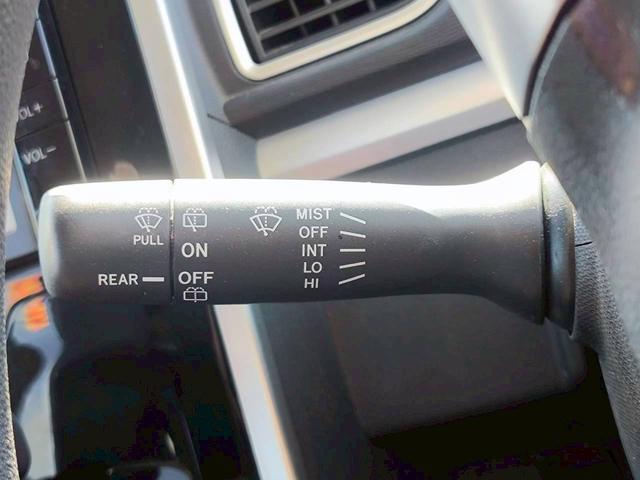 VOL+
VOL−
PULL
REAR
ON
OFF
MIST
OFF
INT
LO
HI